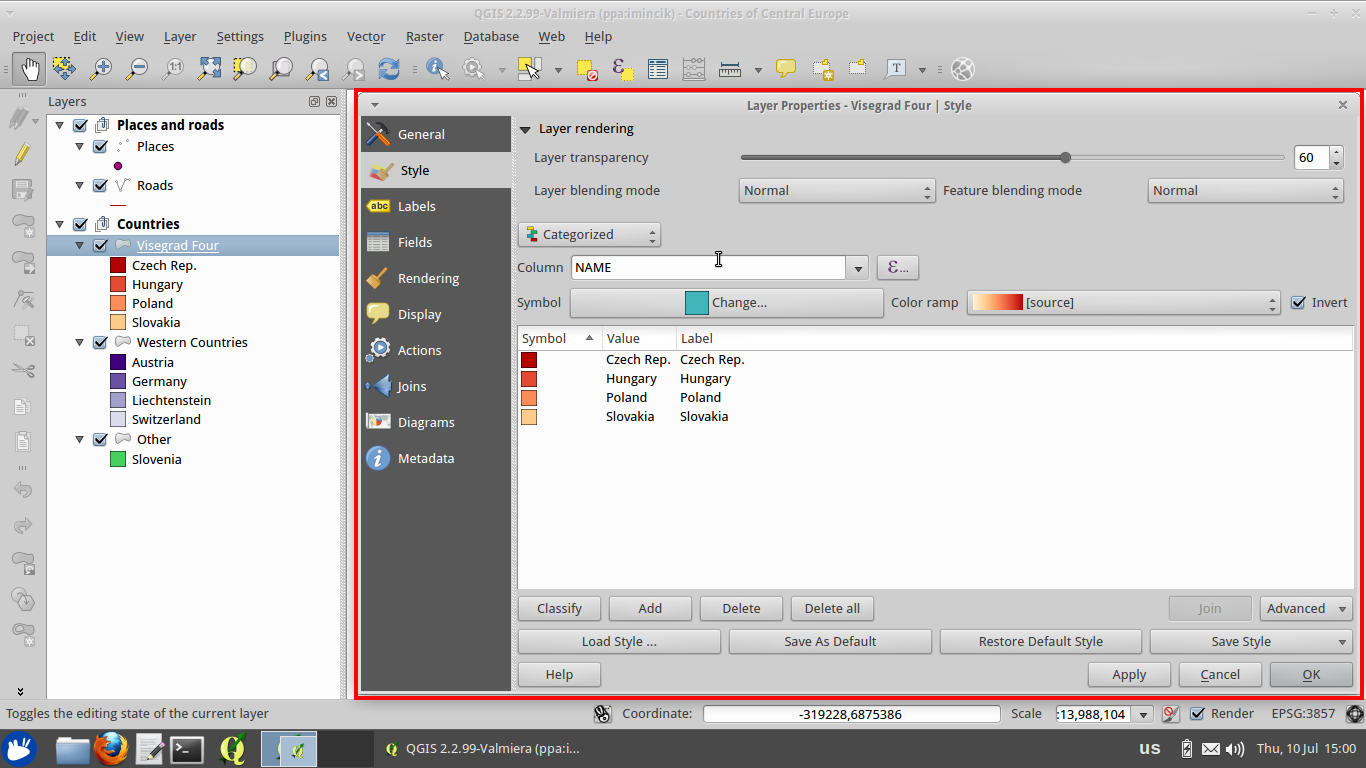 QGIS 2.2.99-Valmiera (ppa:imincik) - Countries of Central Europe
Project Edit View Layer Settings Plugins Vector Raster Database Web Help
1:1
ε
T
Layers
Places and roads
Places
Roads
Countries
Visegrad Four
Czech Rep.
Hungary
Poland
Slovakia
Western Countries
Austria
Germany
Liechtenstein
Switzerland
Other
Slovenia
Layer Properties - Visegrad Four | Style
General
Style
abc Labels
Fields
Rendering
Display
Actions
Joins
Diagrams
Metadata
Layer rendering
Layer transparency 60
Layer blending mode Normal Feature blending mode Normal
Categorized
Column NAME ε...
Symbol Change... Color ramp [source] Invert
Symbol Value Label
Czech Rep. Czech Rep.
Hungary Hungary
Poland Poland
Slovakia Slovakia
Classify Add Delete Delete all Join Advanced
Load Style ... Save As Default Restore Default Style Save Style
Help Apply Cancel OK
Toggles the editing state of the current layer Coordinate: -319228,6875386 Scale :13,988,104 Render EPSG:3857
QGIS 2.2.99-Valmiera (ppa:i... us Thu, 10 Jul 15:00